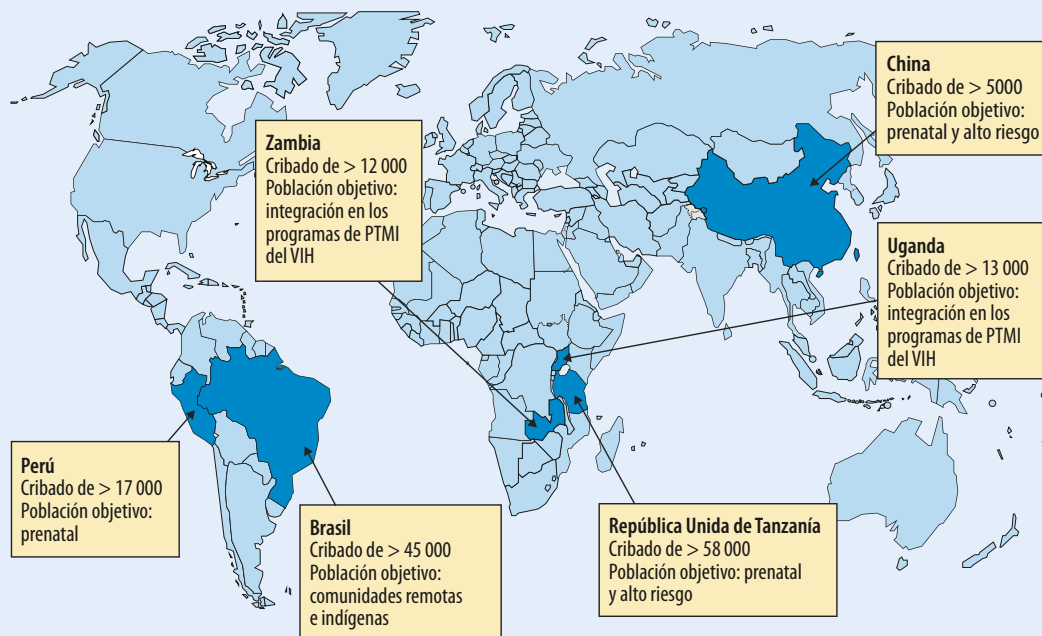 China
Cribado de > 5000
Población objetivo:
prenatal y alto riesgo
Zambia
Cribado de > 12 000
Población objetivo:
integración en los
programas de PTMI
del VIH
Uganda
Cribado de > 13 000
Población objetivo:
integración en los
programas de PTMI
del VIH
Perú
Cribado de > 17 000
Población objetivo:
prenatal
Brasil
Cribado de > 45 000
Población objetivo:
comunidades remotas
e indígenas
República Unida de Tanzanía
Cribado de > 58 000
Población objetivo: prenatal
y alto riesgo